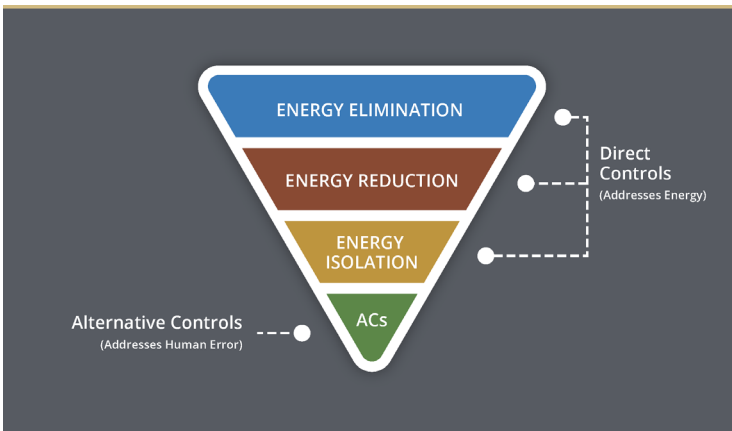 ENERGY ELIMINATION
ENERGY REDUCTION
ENERGY
ISOLATION
ACs
Direct
Controls
(Addresses Energy)
Alternative Controls
(Addresses Human Error)